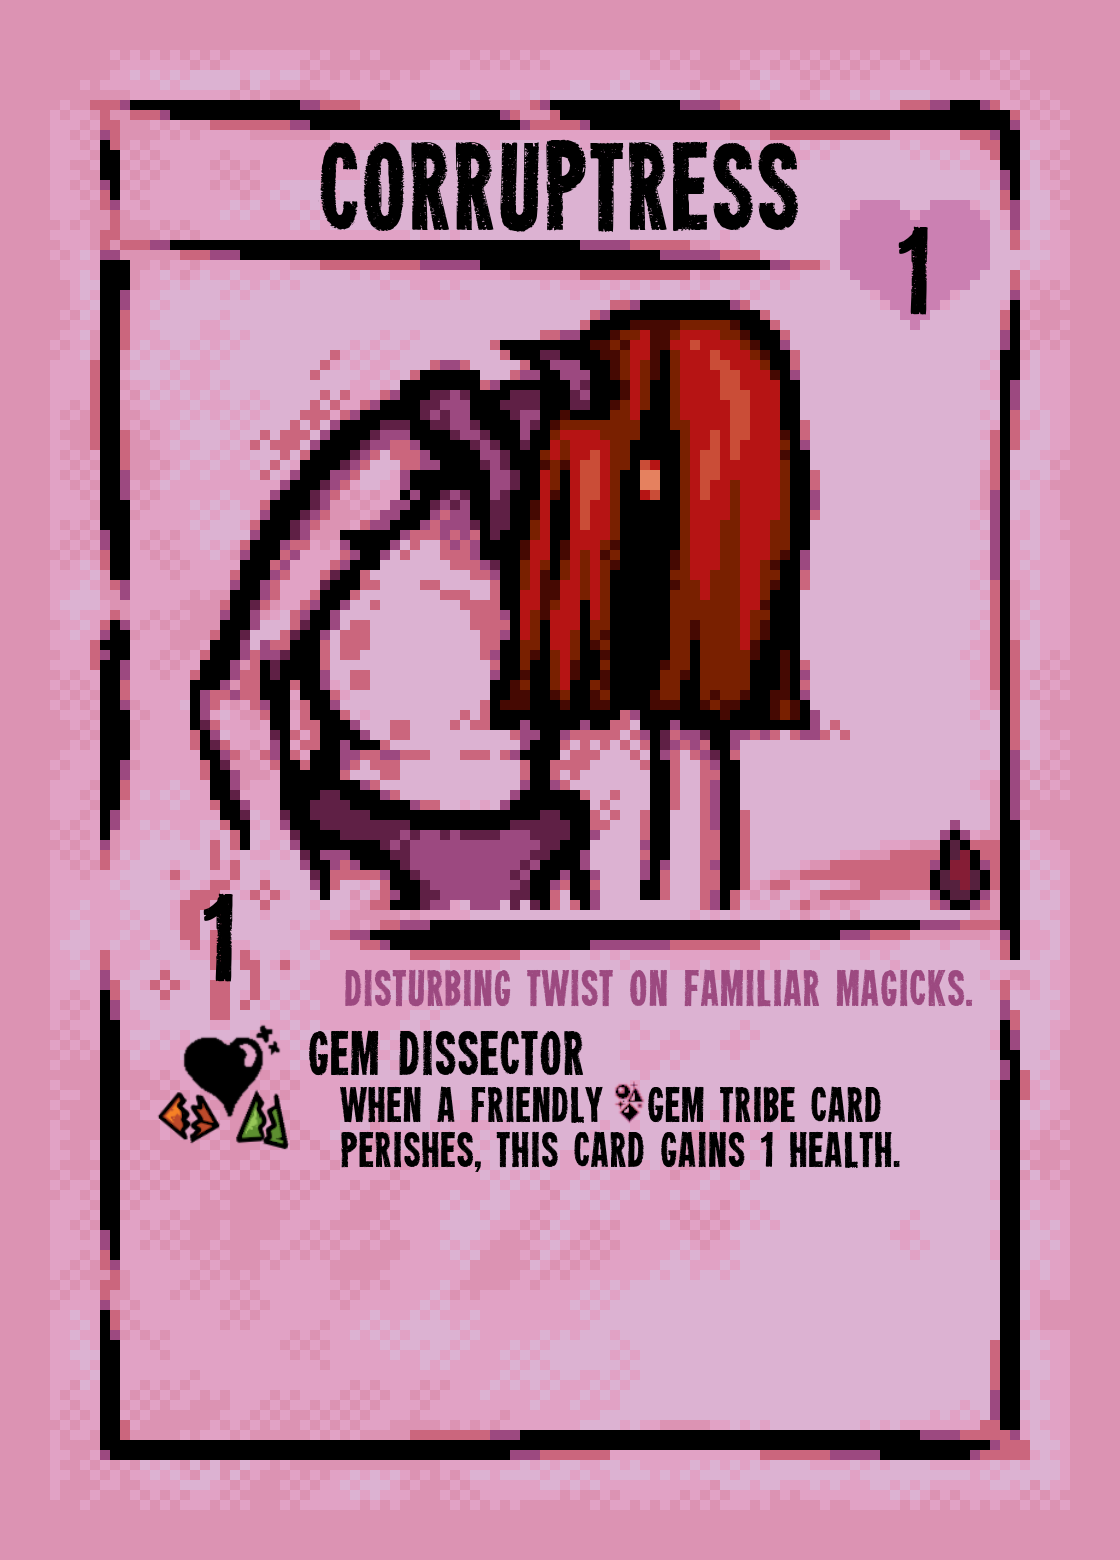 CORRUPTRESS
1
1
DISTURBING TWIST ON FAMILIAR MAGICKS.
GEM DISSECTOR
WHEN A FRIENDLY GEM TRIBE CARD
PERISHES, THIS CARD GAINS 1 HEALTH.